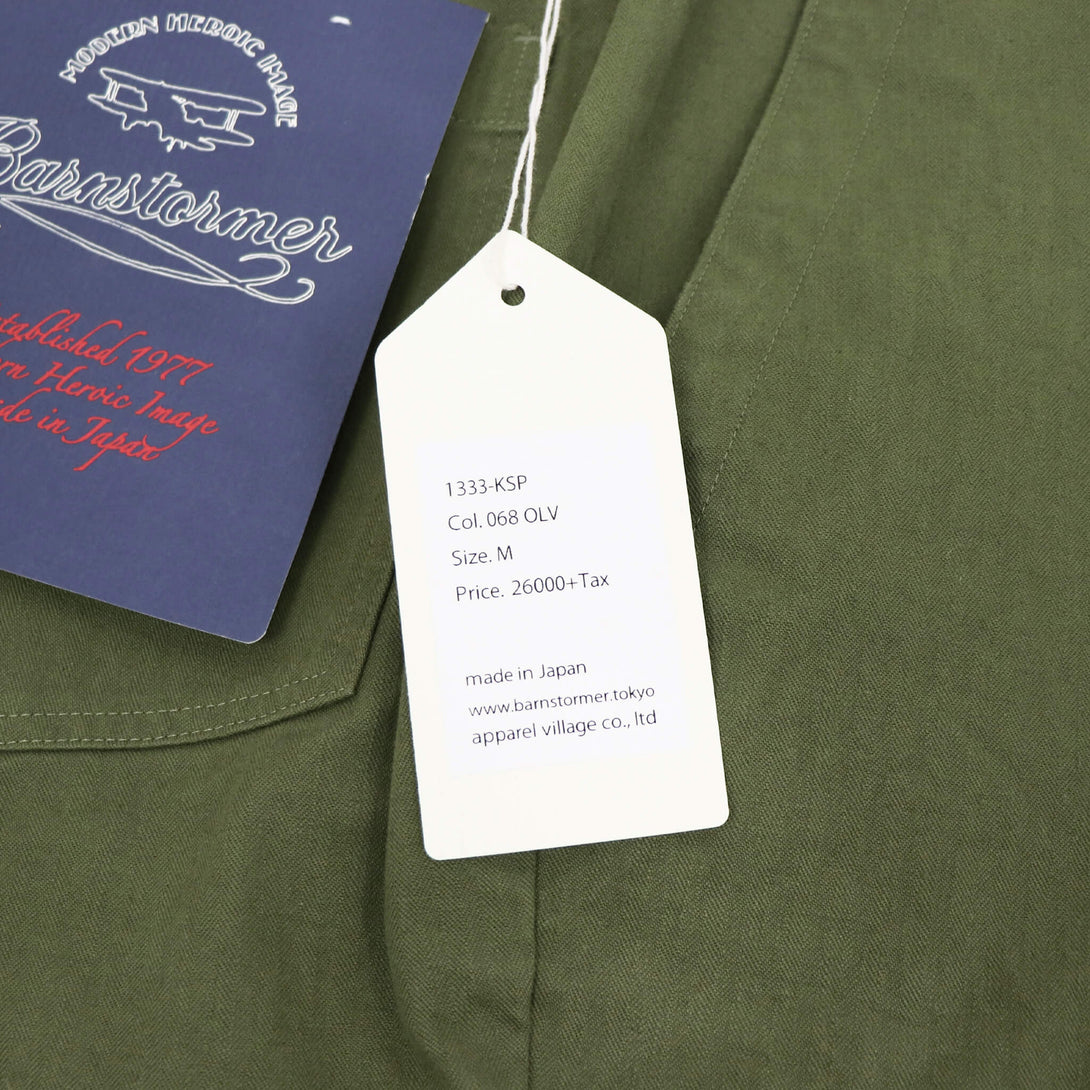 MODERN HEROIC IMAGE
Barnstormer
stablished 1977
rn Heroic Image
de in Japan
1333-KSP
Col. 068 OLV
Size. M
Price. 26000+Tax
made in Japan
www.barnstormer.tokyo
apparel village co., ltd